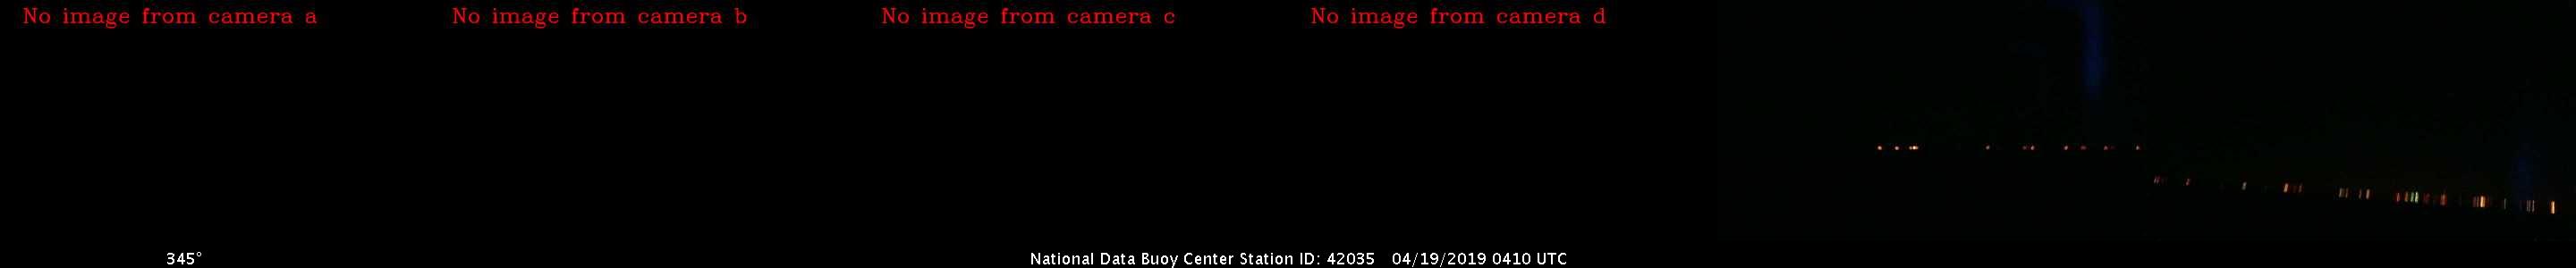 No image from camera a
No image from camera b
No image from camera c
No image from camera d
345°
National Data Buoy Center Station ID: 42035 04/19/2019 0410 UTC